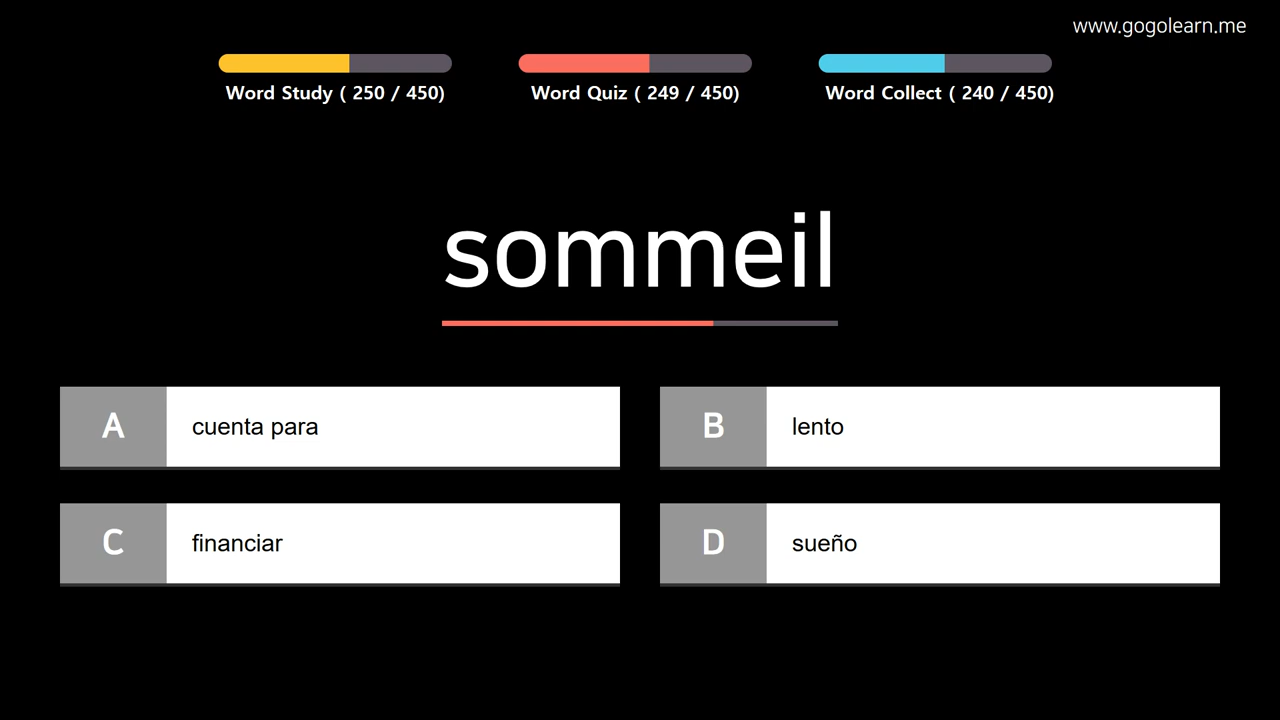 www.gogolearn.me
Word Study ( 250 / 450)
Word Quiz ( 249 / 450)
Word Collect ( 240 / 450)
sommeil
A cuenta para
B lento
C financiar
D sueño